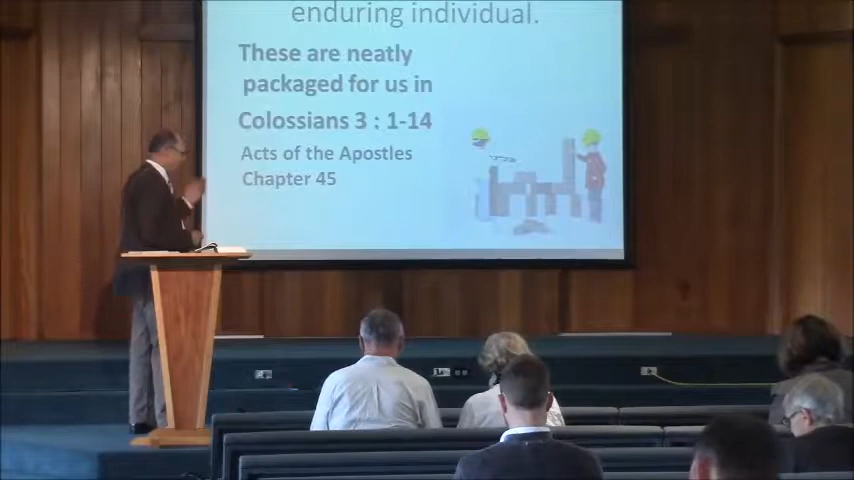 enduring individual.
These are neatly
packaged for us in
Colossians 3 : 1-14
Acts of the Apostles
Chapter 45